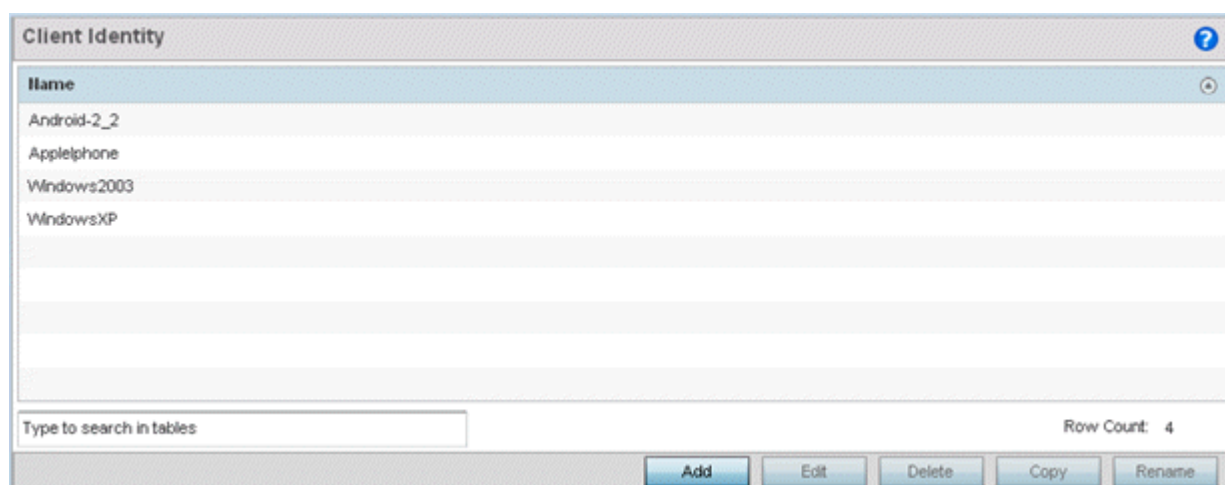 Client Identity
?
Name
Android-2_2
AppleIphone
Windows2003
WindowsXP
Type to search in tables
Row Count: 4
Add Edit Delete Copy Rename